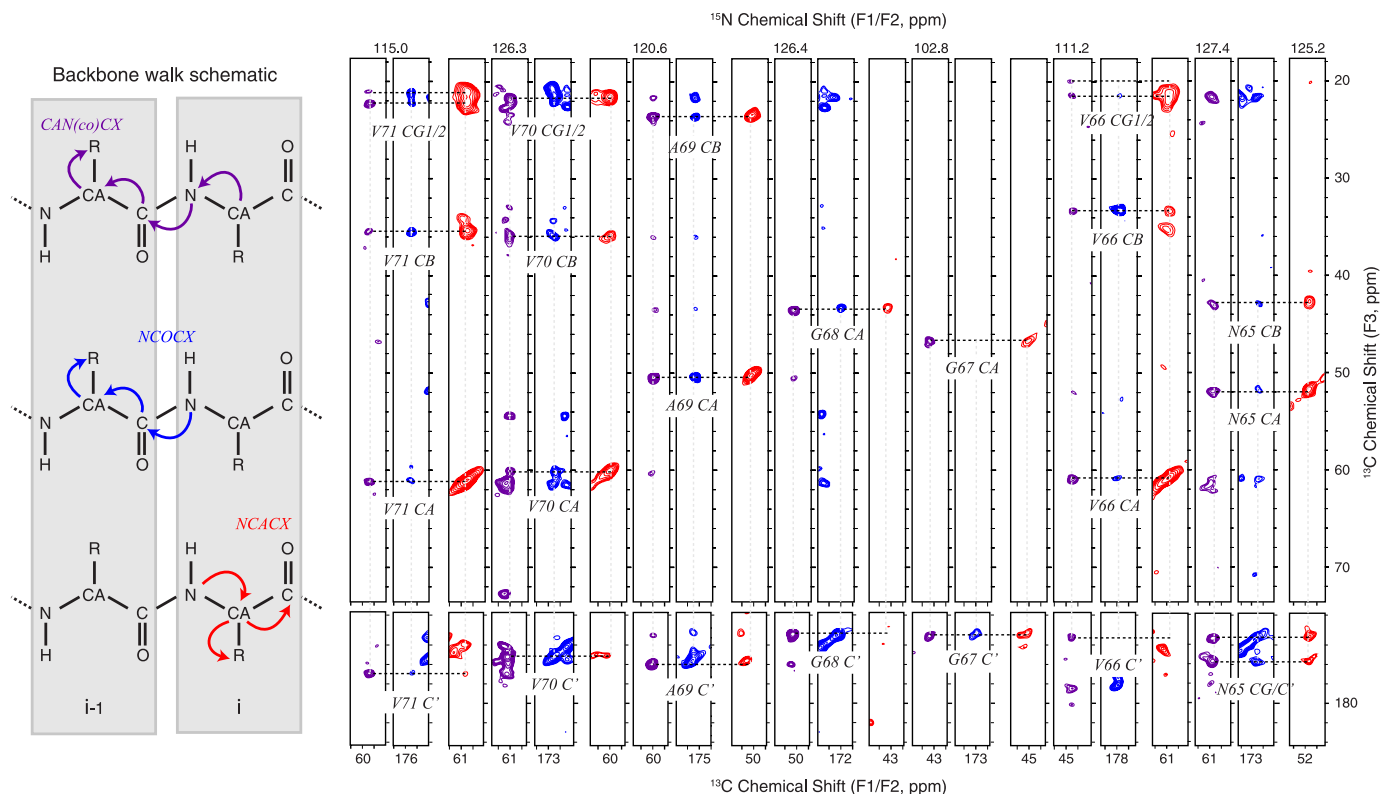 ¹⁵N Chemical Shift (F1/F2, ppm)
115.0 126.3 120.6 126.4 102.8 111.2 127.4 125.2
Backbone walk schematic
CAN(co)CX
R H O
CA N C
N C CA
H O R
NCOCX
R H O
CA N C
N C CA
H O R
NCACX
R H O
CA N C
N C CA
H O R
i-1 i
V71 CG1/2 V70 CG1/2 A69 CB V66 CG1/2
V71 CB V70 CB V66 CB
G68 CA N65 CB
G67 CA
A69 CA N65 CA
V71 CA V70 CA V66 CA
V71 C' V70 C' A69 C' G68 C' G67 C' V66 C' N65 CG/C'
20
30
40
50
60
70
180
¹³C Chemical Shift (F3, ppm)
60 176 61 61 173 60 60 175 50 50 172 43 43 173 45 45 178 61 61 173 52
¹³C Chemical Shift (F1/F2, ppm)